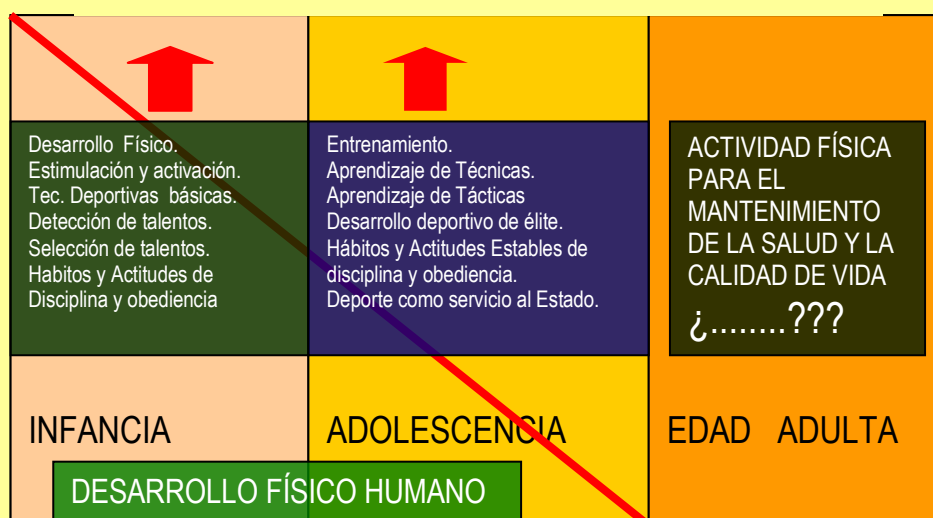 Desarrollo Físico.
Estimulación y activación.
Tec. Deportivas básicas.
Detección de talentos.
Selección de talentos.
Habitos y Actitudes de
Disciplina y obediencia
Entrenamiento.
Aprendizaje de Técnicas.
Aprendizaje de Tácticas
Desarrollo deportivo de élite.
Hábitos y Actitudes Estables de
disciplina y obediencia.
Deporte como servicio al Estado.
ACTIVIDAD FÍSICA
PARA EL
MANTENIMIENTO
DE LA SALUD Y LA
CALIDAD DE VIDA
¿........???
INFANCIA
ADOLESCENCIA
EDAD ADULTA
DESARROLLO FÍSICO HUMANO